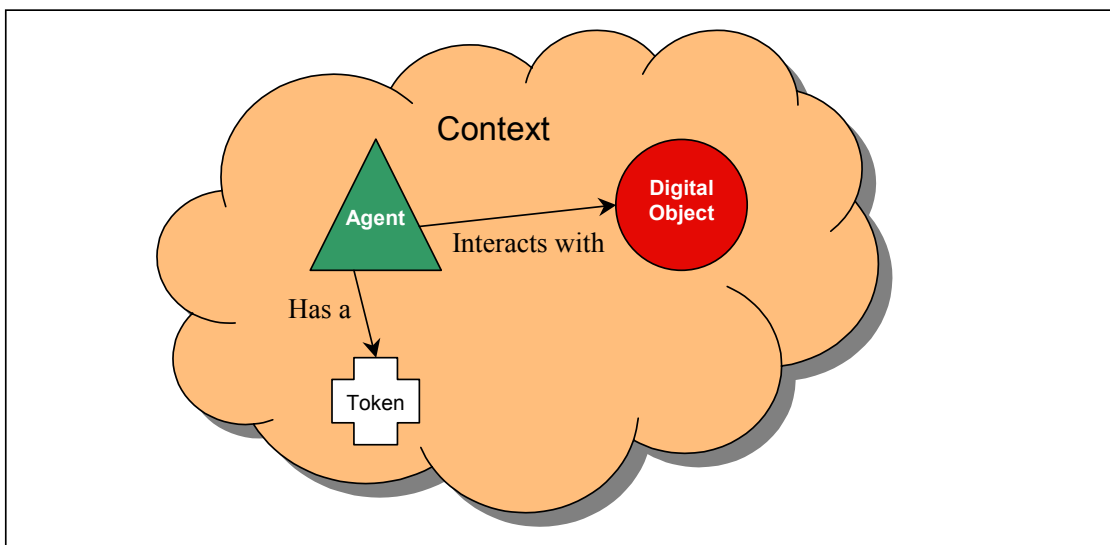 Context
Agent
Digital
Object
Interacts with
Has a
Token